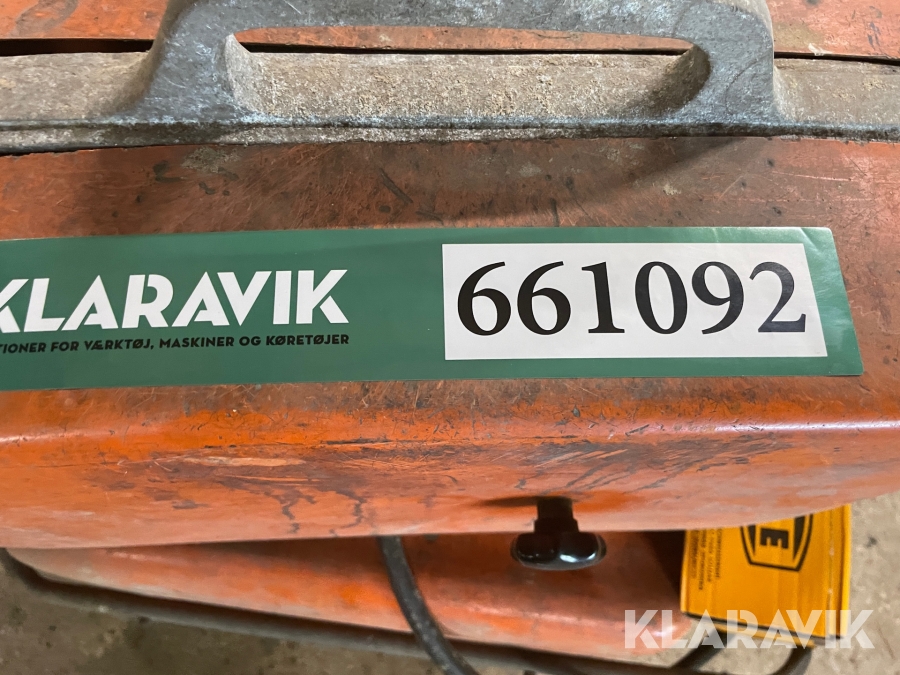 KLARAVIK
TIONER FOR VÆRKTØJ, MASKINER OG KØRETØJER
661092
KLARAVIK